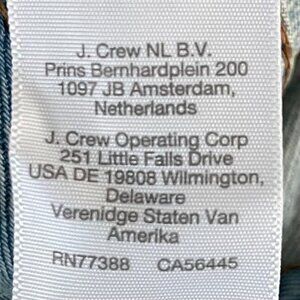 J. Crew NL B.V.
Prins Bernhardplein 200
1097 JB Amsterdam,
Netherlands
J. Crew Operating Corp
251 Little Falls Drive
USA DE 19808 Wilmington,
Delaware
Verenidge Staten Van
Amerika
RN77388 CA56445